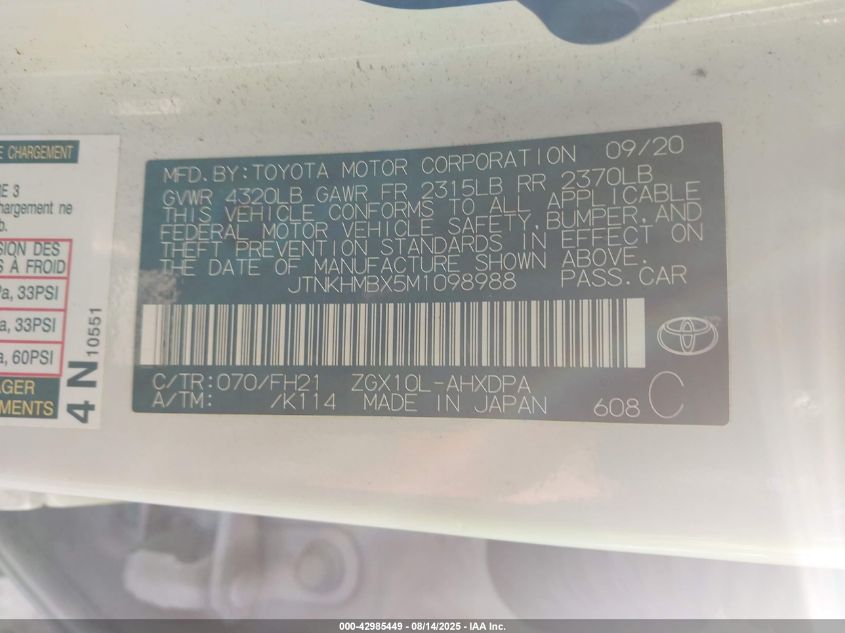 E CHARGEMENT
E 3
hargement ne
b.
SION DES
S À FROID
Pa, 33PSI
a, 33PSI
a, 60PSI
AGER
MENTS
4 N 10551
MFD.BY:TOYOTA MOTOR CORPORATION 09/20
GVWR 4320LB GAWR FR 2315LB RR 2370LB
THIS VEHICLE CONFORMS TO ALL APPLICABLE
FEDERAL MOTOR VEHICLE SAFETY,BUMPER,AND
THEFT PREVENTION STANDARDS IN EFFECT ON
THE DATE OF MANUFACTURE SHOWN ABOVE.
JTNKHMBX5M1098988 PASS.CAR
C/TR:070/FH21 ZGX10L-AHXDPA
A/TM: /K114 MADE IN JAPAN 608 C
TOYOTA
000-42985449 - 08/14/2025 - IAA Inc.